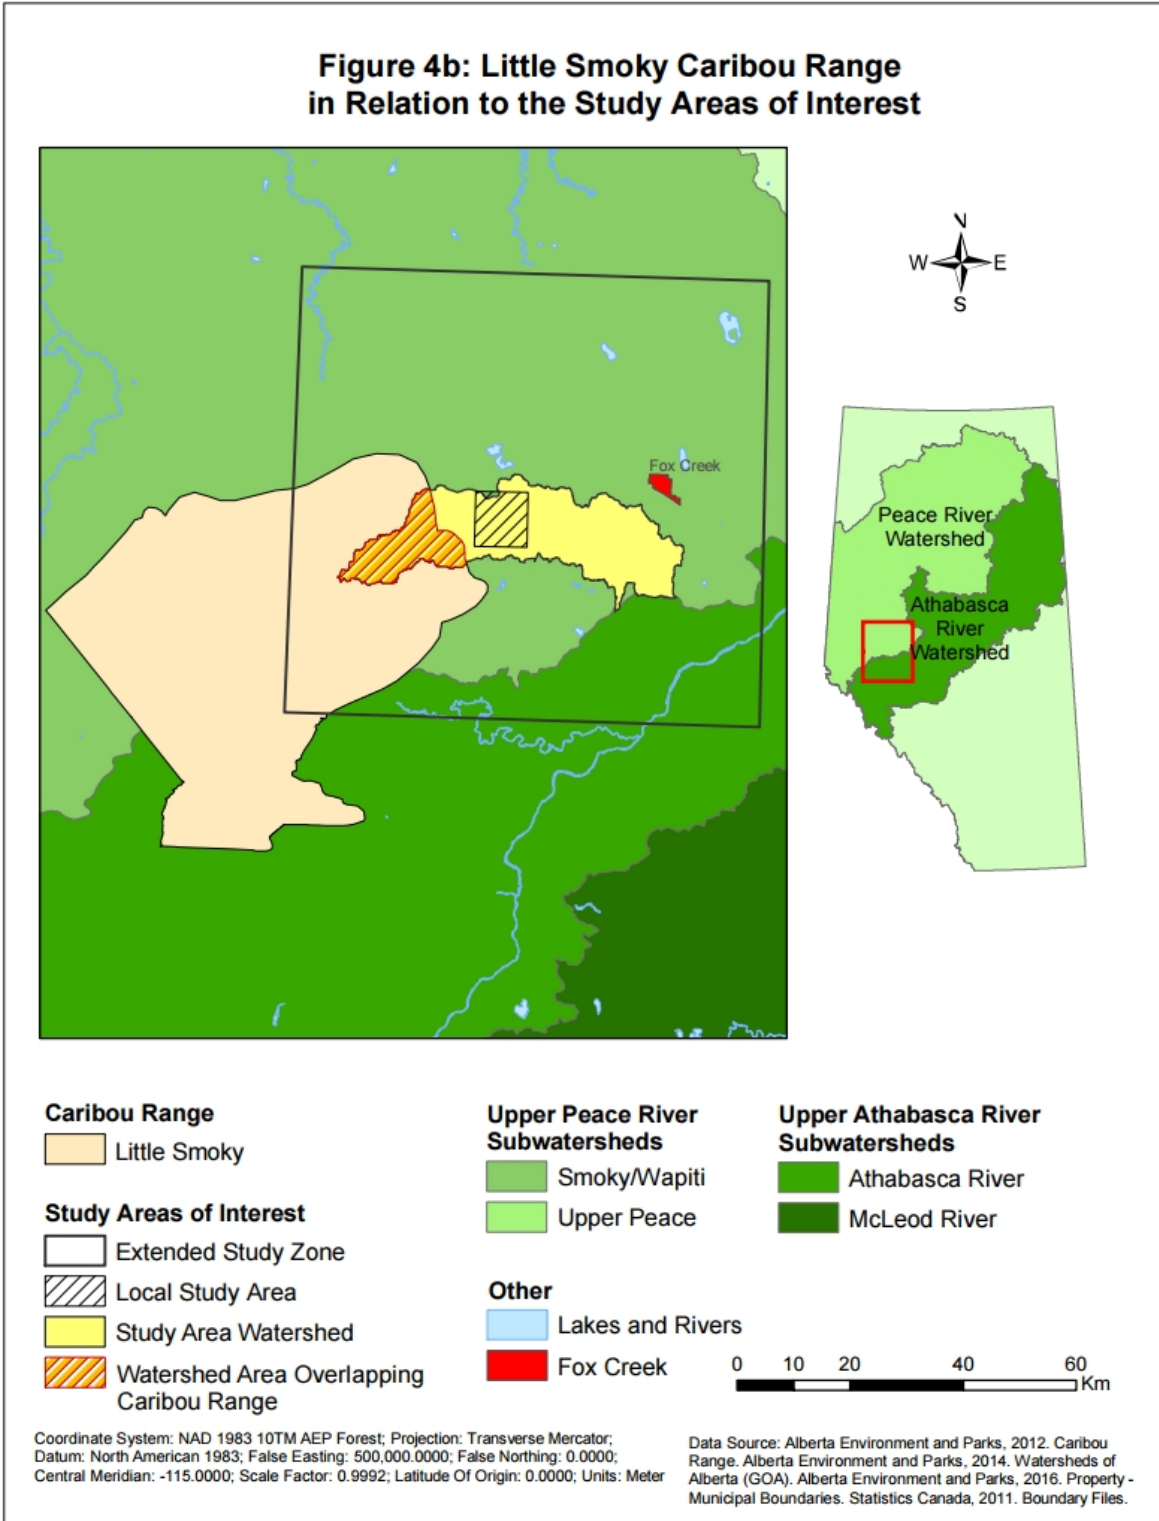 Figure 4b: Little Smoky Caribou Range
in Relation to the Study Areas of Interest
N
W
E
S
Fox Creek
Peace River
Watershed
Athabasca
River
Watershed
Caribou Range
Little Smoky
Study Areas of Interest
Extended Study Zone
Local Study Area
Study Area Watershed
Watershed Area Overlapping
Caribou Range
Upper Peace River
Subwatersheds
Smoky/Wapiti
Upper Peace
Other
Lakes and Rivers
Fox Creek
Upper Athabasca River
Subwatersheds
Athabasca River
McLeod River
0 10 20 40 60
Km
Coordinate System: NAD 1983 10TM AEP Forest; Projection: Transverse Mercator;
Datum: North American 1983; False Easting: 500,000.0000; False Northing: 0.0000;
Central Meridian: -115.0000; Scale Factor: 0.9992; Latitude Of Origin: 0.0000; Units: Meter
Data Source: Alberta Environment and Parks, 2012. Caribou
Range. Alberta Environment and Parks, 2014. Watersheds of
Alberta (GOA). Alberta Environment and Parks, 2016. Property -
Municipal Boundaries. Statistics Canada, 2011. Boundary Files.